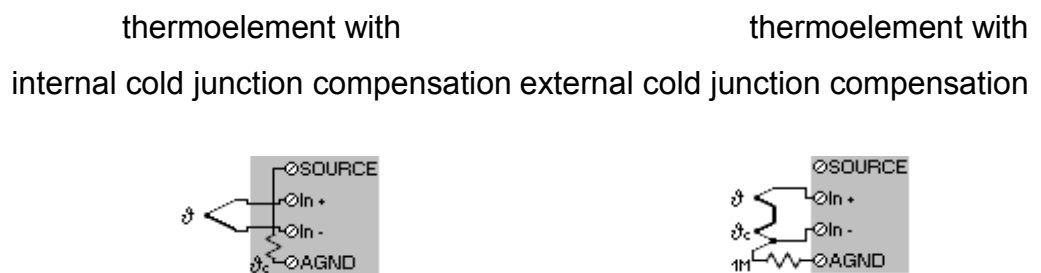 thermoelement with thermoelement with
internal cold junction compensation external cold junction compensation
⊘SOURCE ⊘SOURCE
ϑ ⊘In + ϑ ⊘In +
⊘In - ϑc ⊘In -
ϑc ⊘AGND 1M ⊘AGND